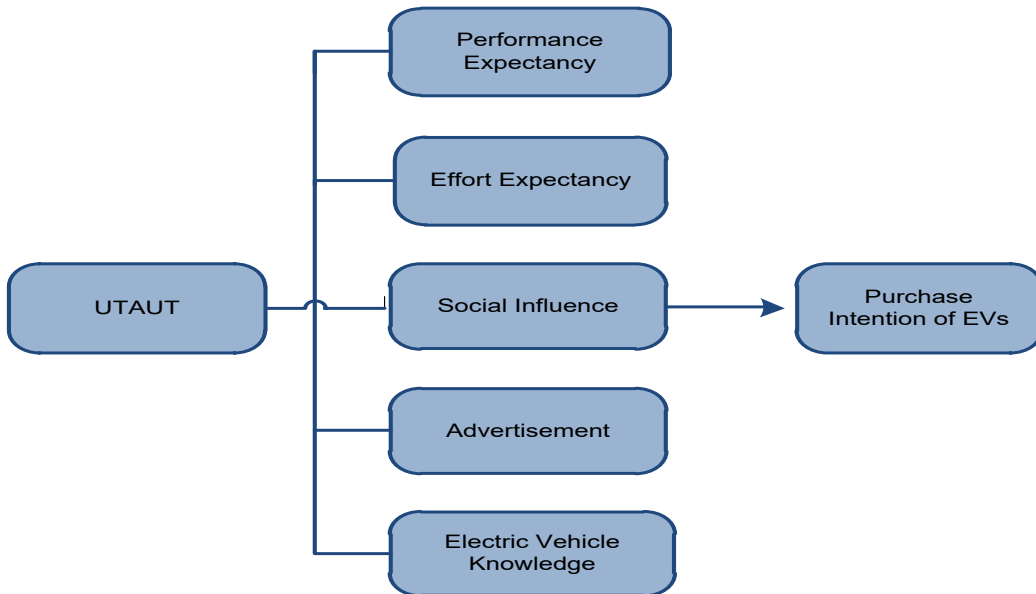 Performance
Expectancy
Effort Expectancy
UTAUT
Social Influence
Purchase
Intention of EVs
Advertisement
Electric Vehicle
Knowledge